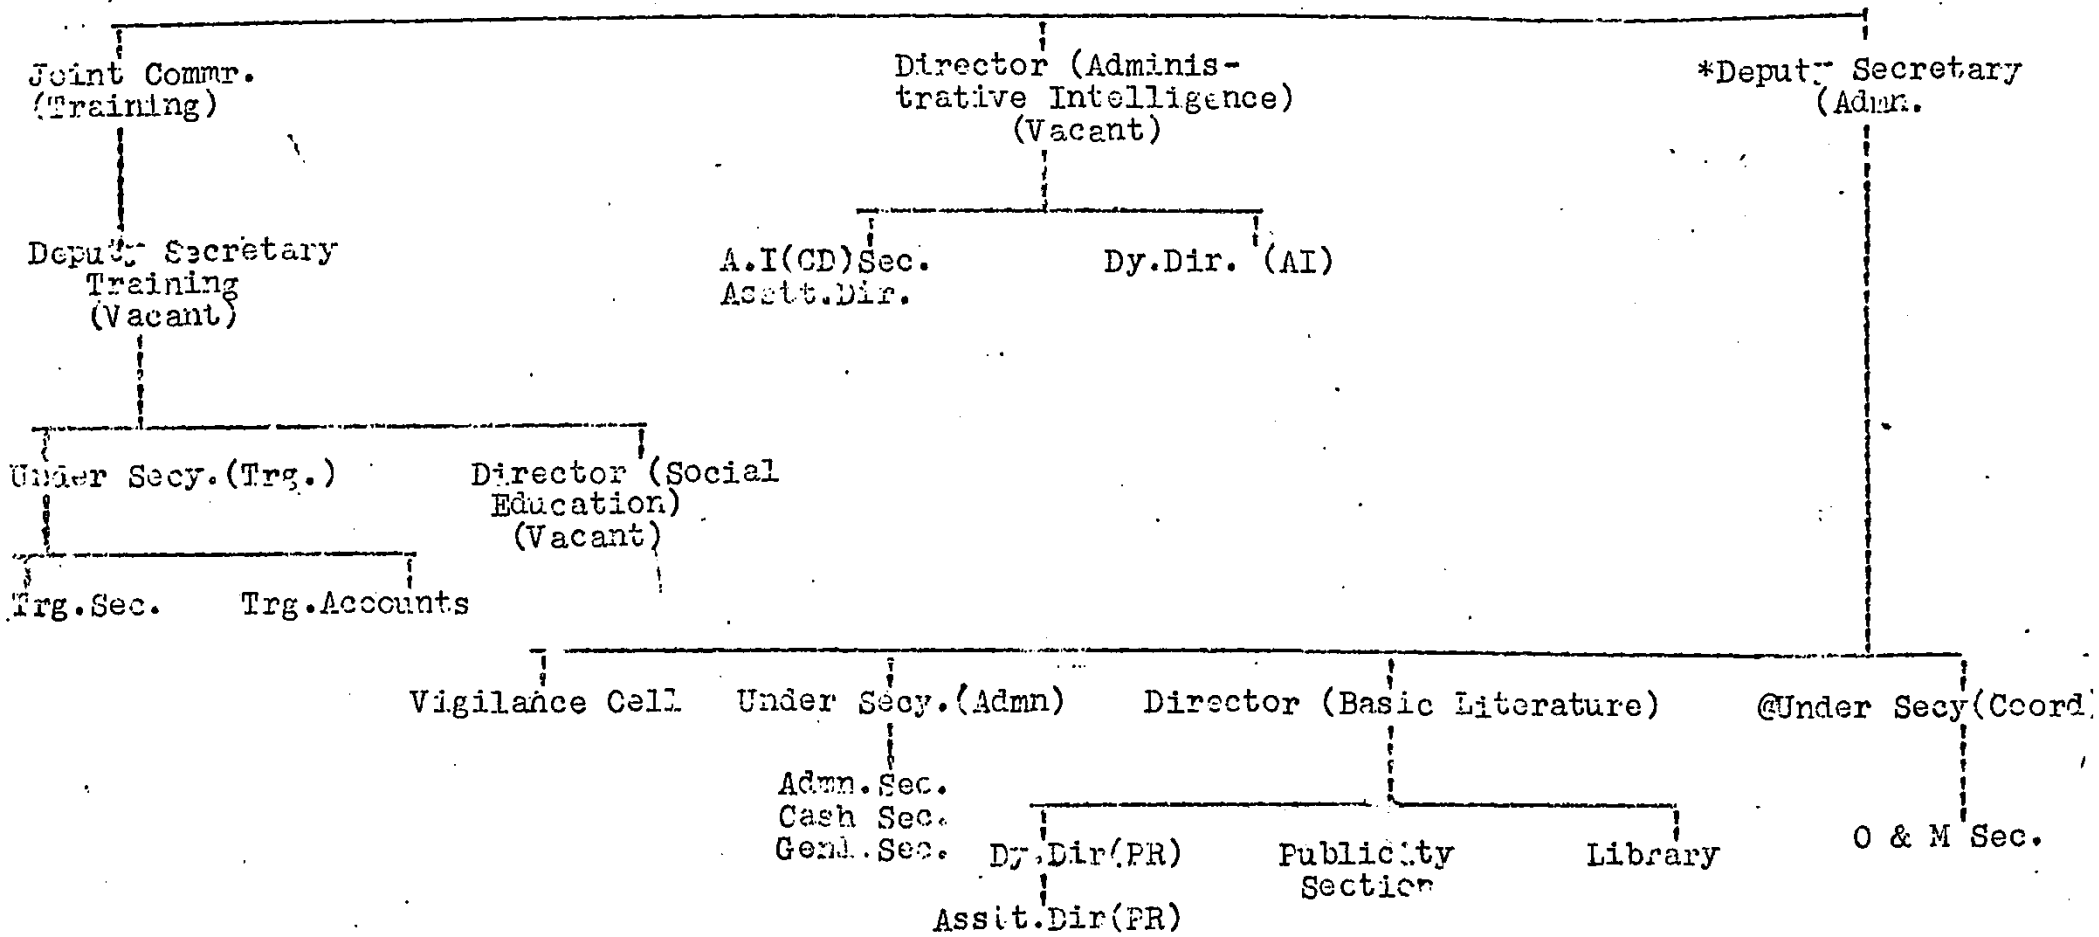 Joint Commr.
(Training)
Director (Adminis-
trative Intelligence)
(Vacant)
*Deputy Secretary
(Admn.
Deputy Secretary
Training
(Vacant)
A.I(CD)Sec.
Asstt.Dir.
Dy.Dir. (AI)
Under Secy.(Trg.)
Director (Social
Education)
(Vacant)
Trg.Sec.
Trg.Accounts
Vigilance Cell
Under Secy.(Admn)
Director (Basic Literature)
@Under Secy(Coord)
Admn.Sec.
Cash Sec.
Genl.Sec.
Dy.Dir(PR)
Publicity
Section
Library
O & M Sec.
Assit.Dir(PR)